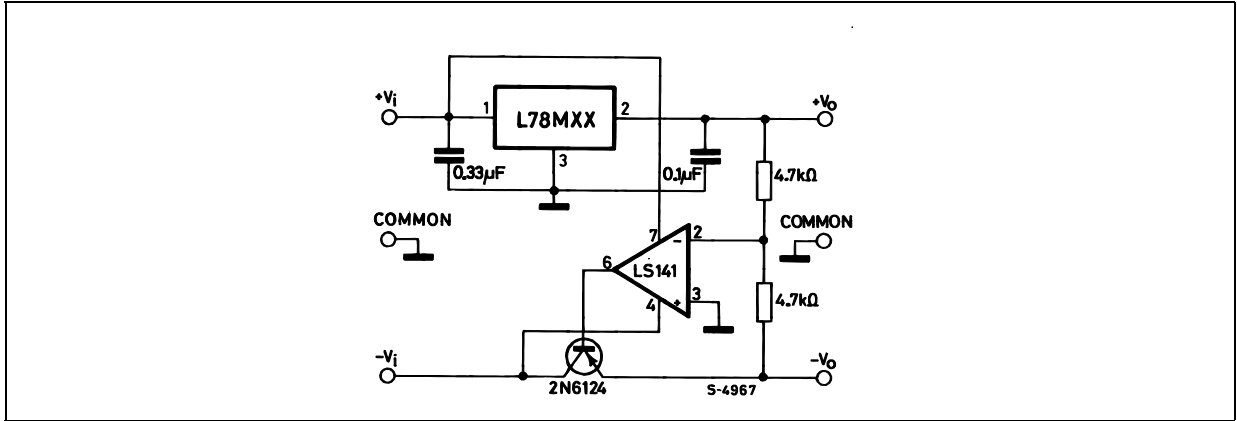 +Vi
1
L78MXX
2
+Vo
3
0.33µF
0.1µF
4.7kΩ
COMMON
COMMON
7
-
2
6
LS141
4
+
3
4.7kΩ
-Vi
-Vo
2N6124
S-4967